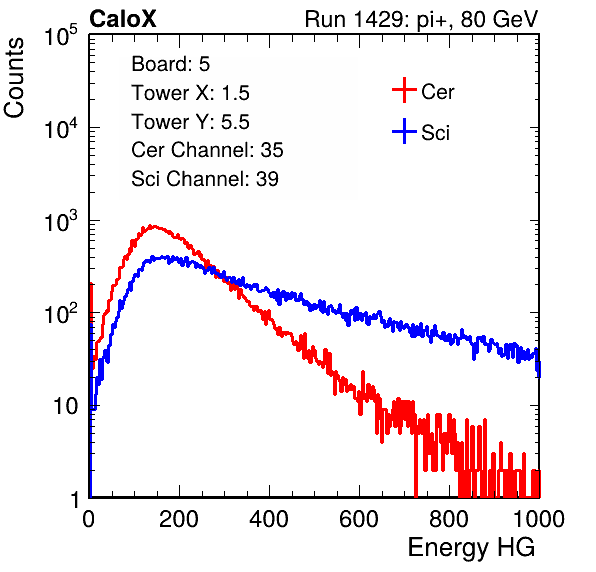 CaloX Run 1429: pi+, 80 GeV
Counts
10^5
10^4
10^3
10^2
10
1
Board: 5
Tower X: 1.5
Tower Y: 5.5
Cer Channel: 35
Sci Channel: 39
Cer
Sci
0 200 400 600 800 1000
Energy HG